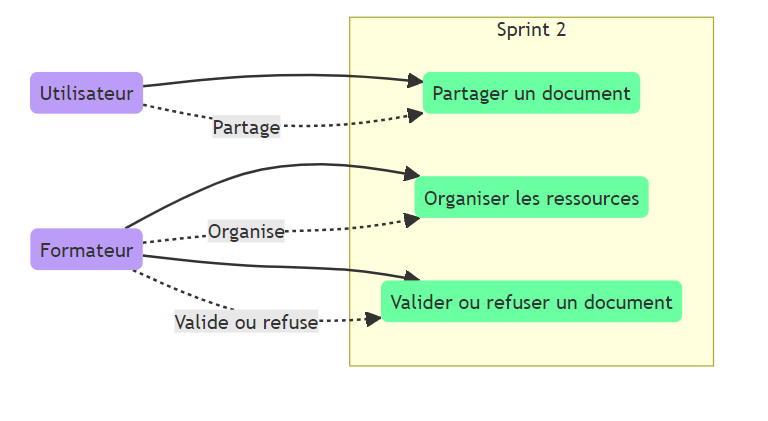 Sprint 2
Utilisateur
Partager un document
Partage
Organiser les ressources
Organise
Formateur
Valider ou refuser un document
Valide ou refuse